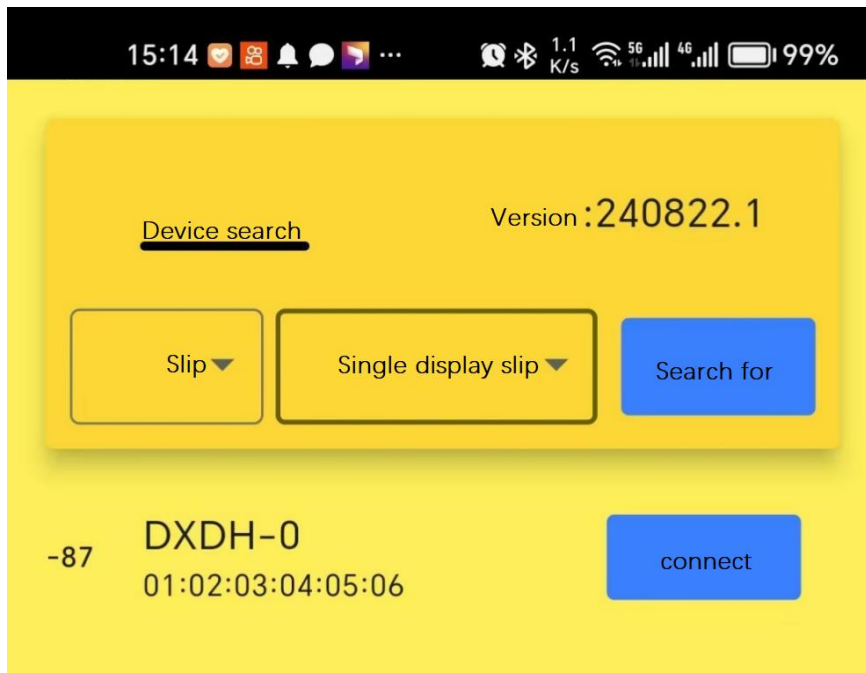 15:14 ... 1.1 K/s 5G 4G 99%
Device search
Version :240822.1
Slip
Single display slip
Search for
-87
DXDH-0
01:02:03:04:05:06
connect